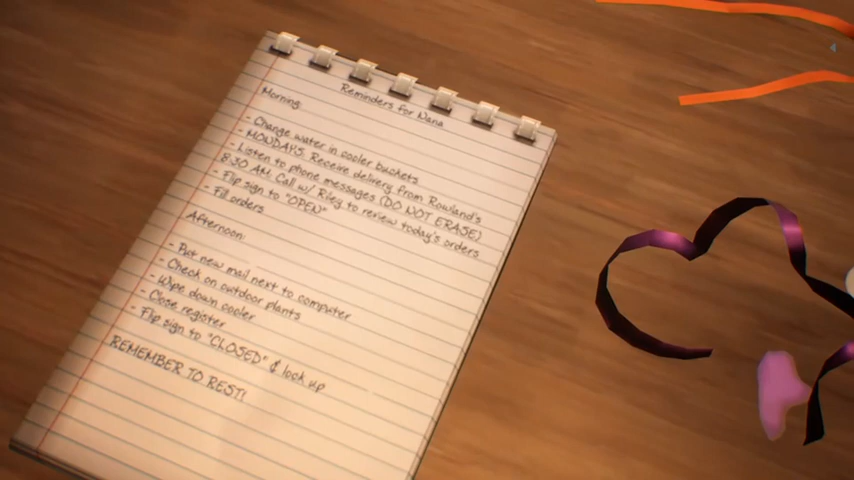 Reminders for Nana
Morning:
- Change water in cooler buckets
- MONDAYS: Receive delivery from Rowland's
- Listen to phone messages (DO NOT ERASE)
8:30 AM: Call w/ Riley to review today's orders
- Flip sign to "OPEN"
- Fill orders
Afternoon:
- Put new mail next to computer
- Check on outdoor plants
- Wipe down cooler
- Close register
- Flip sign to "CLOSED" & lock up
REMEMBER TO REST!